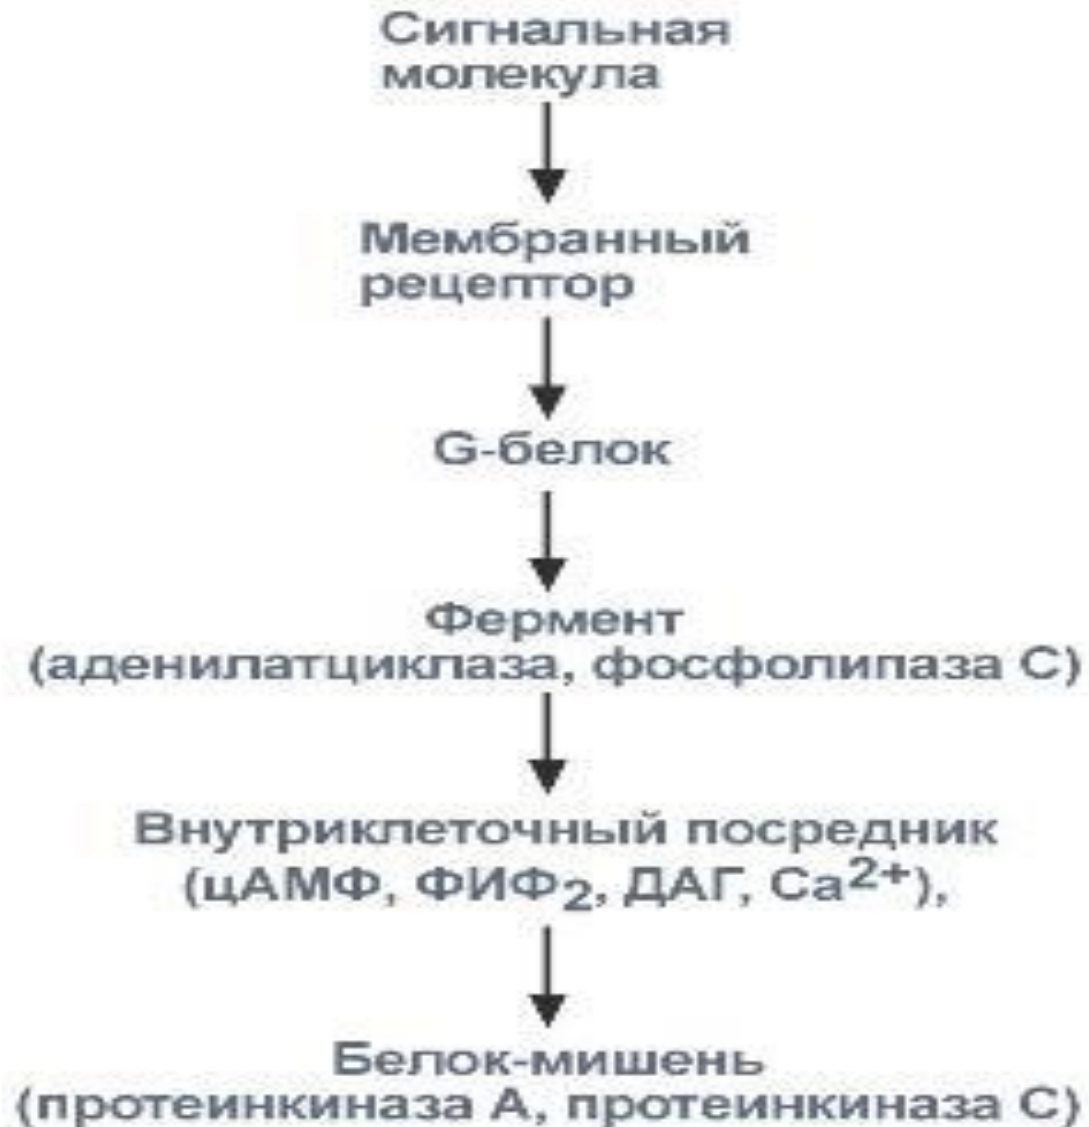 Сигнальная
молекула
Мембранный
рецептор
G-белок
Фермент
(аденилатциклаза, фосфолипаза С)
Внутриклеточный посредник
(цАМФ, ФИФ₂, ДАГ, Ca²⁺),
Белок-мишень
(протеинкиназа А, протеинкиназа С)